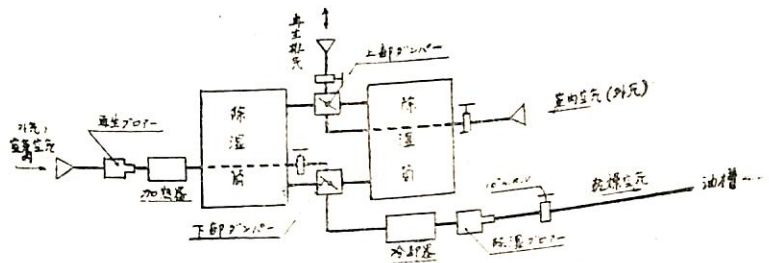 再生排気
上部ダンパー
除湿筒
除湿筒
室内空気(外気)
外気,
室内空気
再生ブロアー
加熱器
下部ダンパー
冷却器
除湿ブロアー
乾燥空気
油槽へ